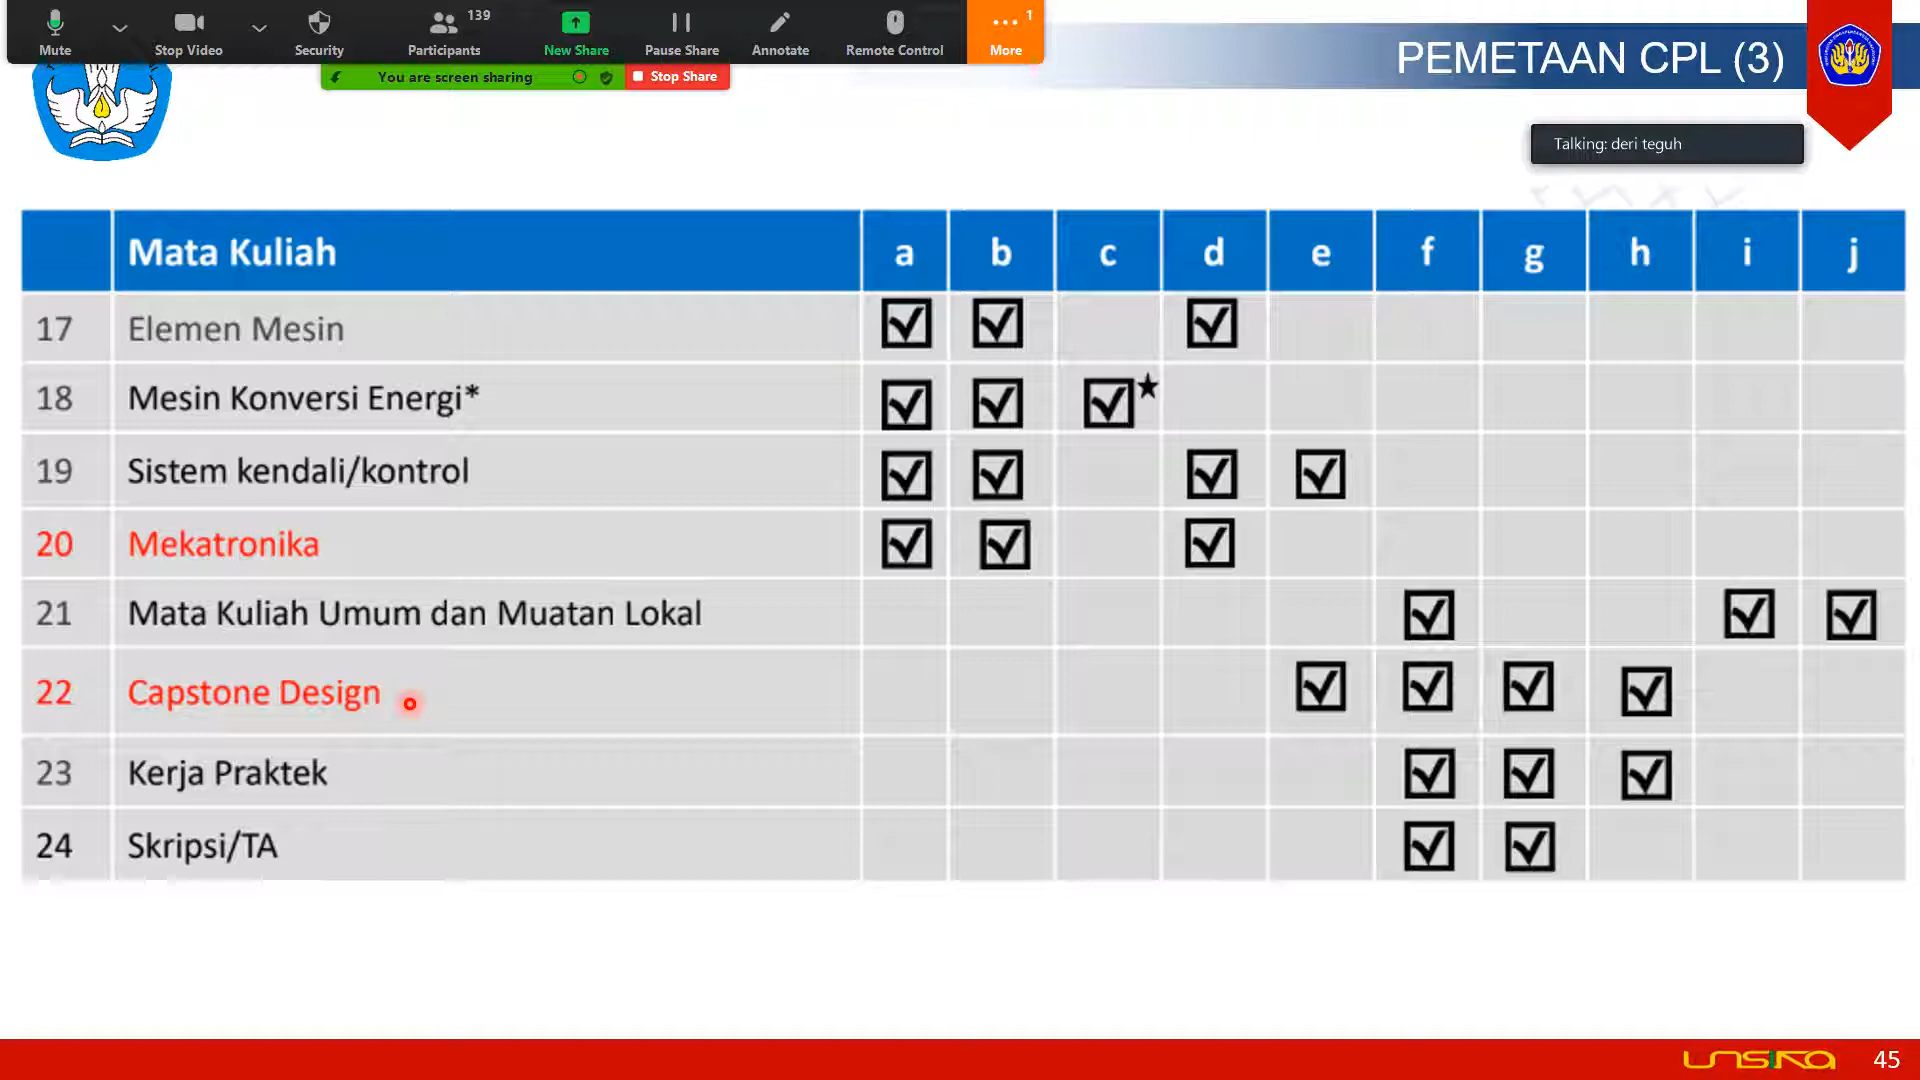 139
1
Mute
Stop Video
Security
Participants
New Share
Pause Share
Annotate
Remote Control
More
You are screen sharing
Stop Share
PEMETAAN CPL (3)
Talking: deri teguh
Mata Kuliah a b c d e f g h i j
17 Elemen Mesin
18 Mesin Konversi Energi*
19 Sistem kendali/kontrol
20 Mekatronika
21 Mata Kuliah Umum dan Muatan Lokal
22 Capstone Design
23 Kerja Praktek
24 Skripsi/TA
unsika 45